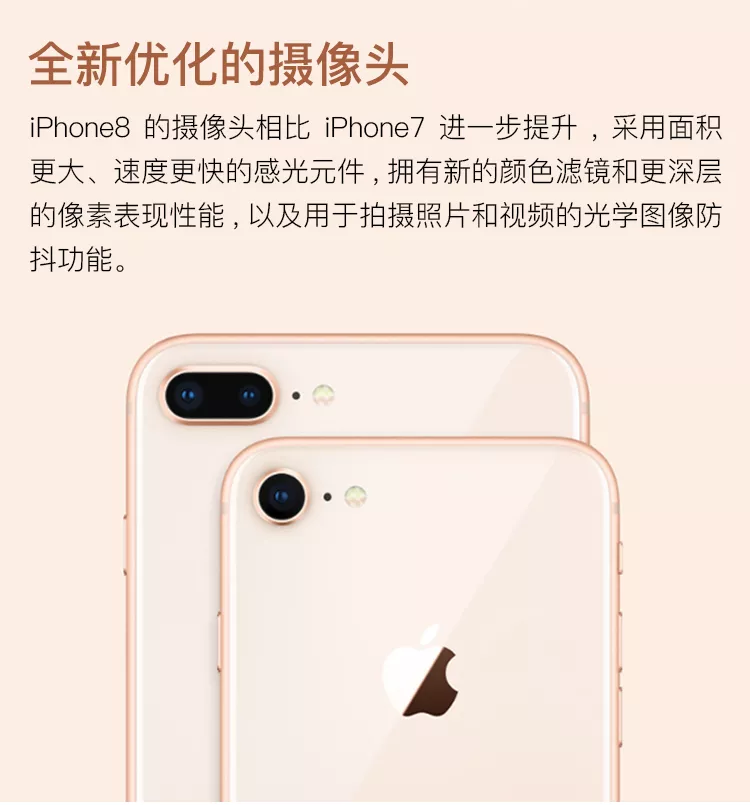 全新优化的摄像头
iPhone8 的摄像头相比 iPhone7 进一步提升，采用面积
更大、速度更快的感光元件，拥有新的颜色滤镜和更深层
的像素表现性能，以及用于拍摄照片和视频的光学图像防
抖功能。